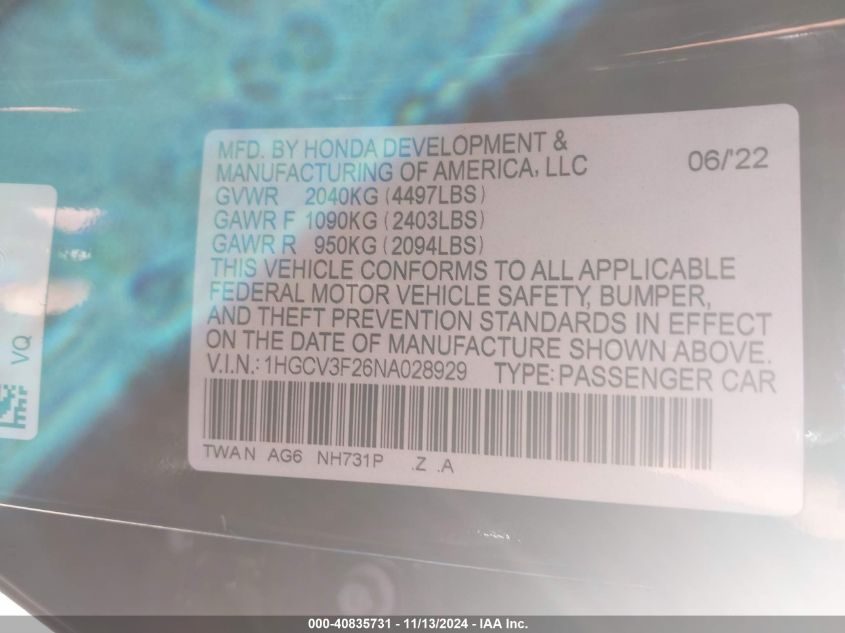 MFD. BY HONDA DEVELOPMENT &
MANUFACTURING OF AMERICA, LLC 06/'22
GVWR 2040KG (4497LBS)
GAWR F 1090KG (2403LBS)
GAWR R 950KG (2094LBS)
THIS VEHICLE CONFORMS TO ALL APPLICABLE
FEDERAL MOTOR VEHICLE SAFETY, BUMPER,
AND THEFT PREVENTION STANDARDS IN EFFECT
ON THE DATE OF MANUFACTURE SHOWN ABOVE.
V.I.N.: 1HGCV3F26NA028929 TYPE: PASSENGER CAR
TWA N AG6 NH731P .Z .A
VQ
000-40835731 - 11/13/2024 - IAA Inc.